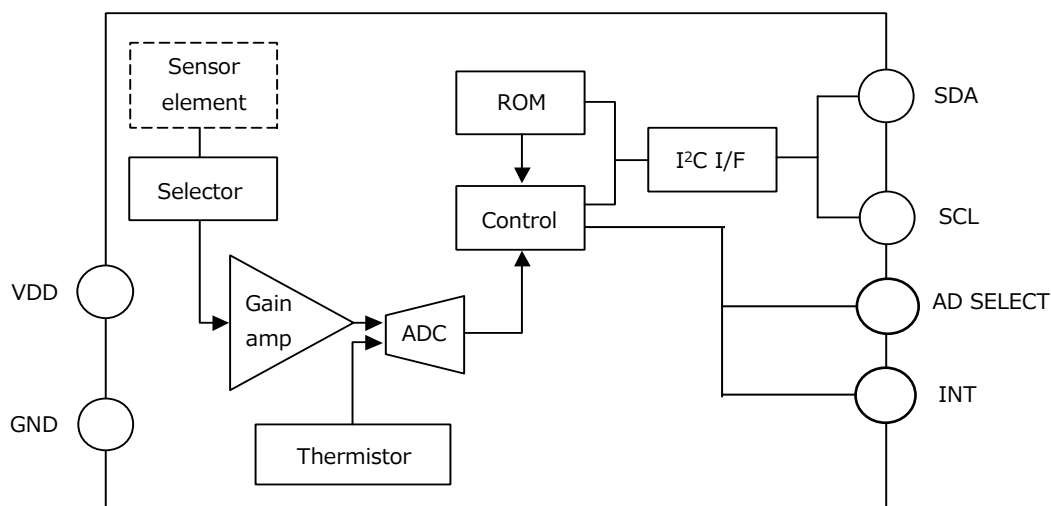 Sensor
element
ROM
SDA
I²C I/F
Selector
Control
SCL
VDD
Gain
amp
ADC
AD SELECT
INT
GND
Thermistor